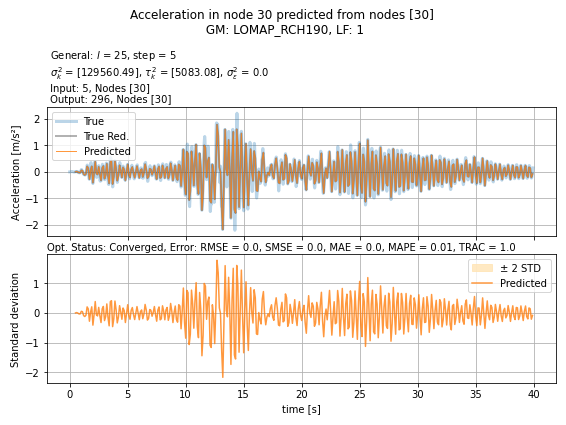 Acceleration in node 30 predicted from nodes [30]
GM: LOMAP_RCH190, LF: 1
General: l = 25, step = 5
σ²ₖ = [129560.49], τ²ₖ = [5083.08], σ²ₑ = 0.0
Input: 5, Nodes [30]
Output: 296, Nodes [30]
True
True Red.
Predicted
Acceleration [m/s²]
2
1
0
−1
−2
Opt. Status: Converged, Error: RMSE = 0.0, SMSE = 0.0, MAE = 0.0, MAPE = 0.01, TRAC = 1.0
± 2 STD
Predicted
Standard deviation
1
0
−1
−2
0 5 10 15 20 25 30 35 40
time [s]